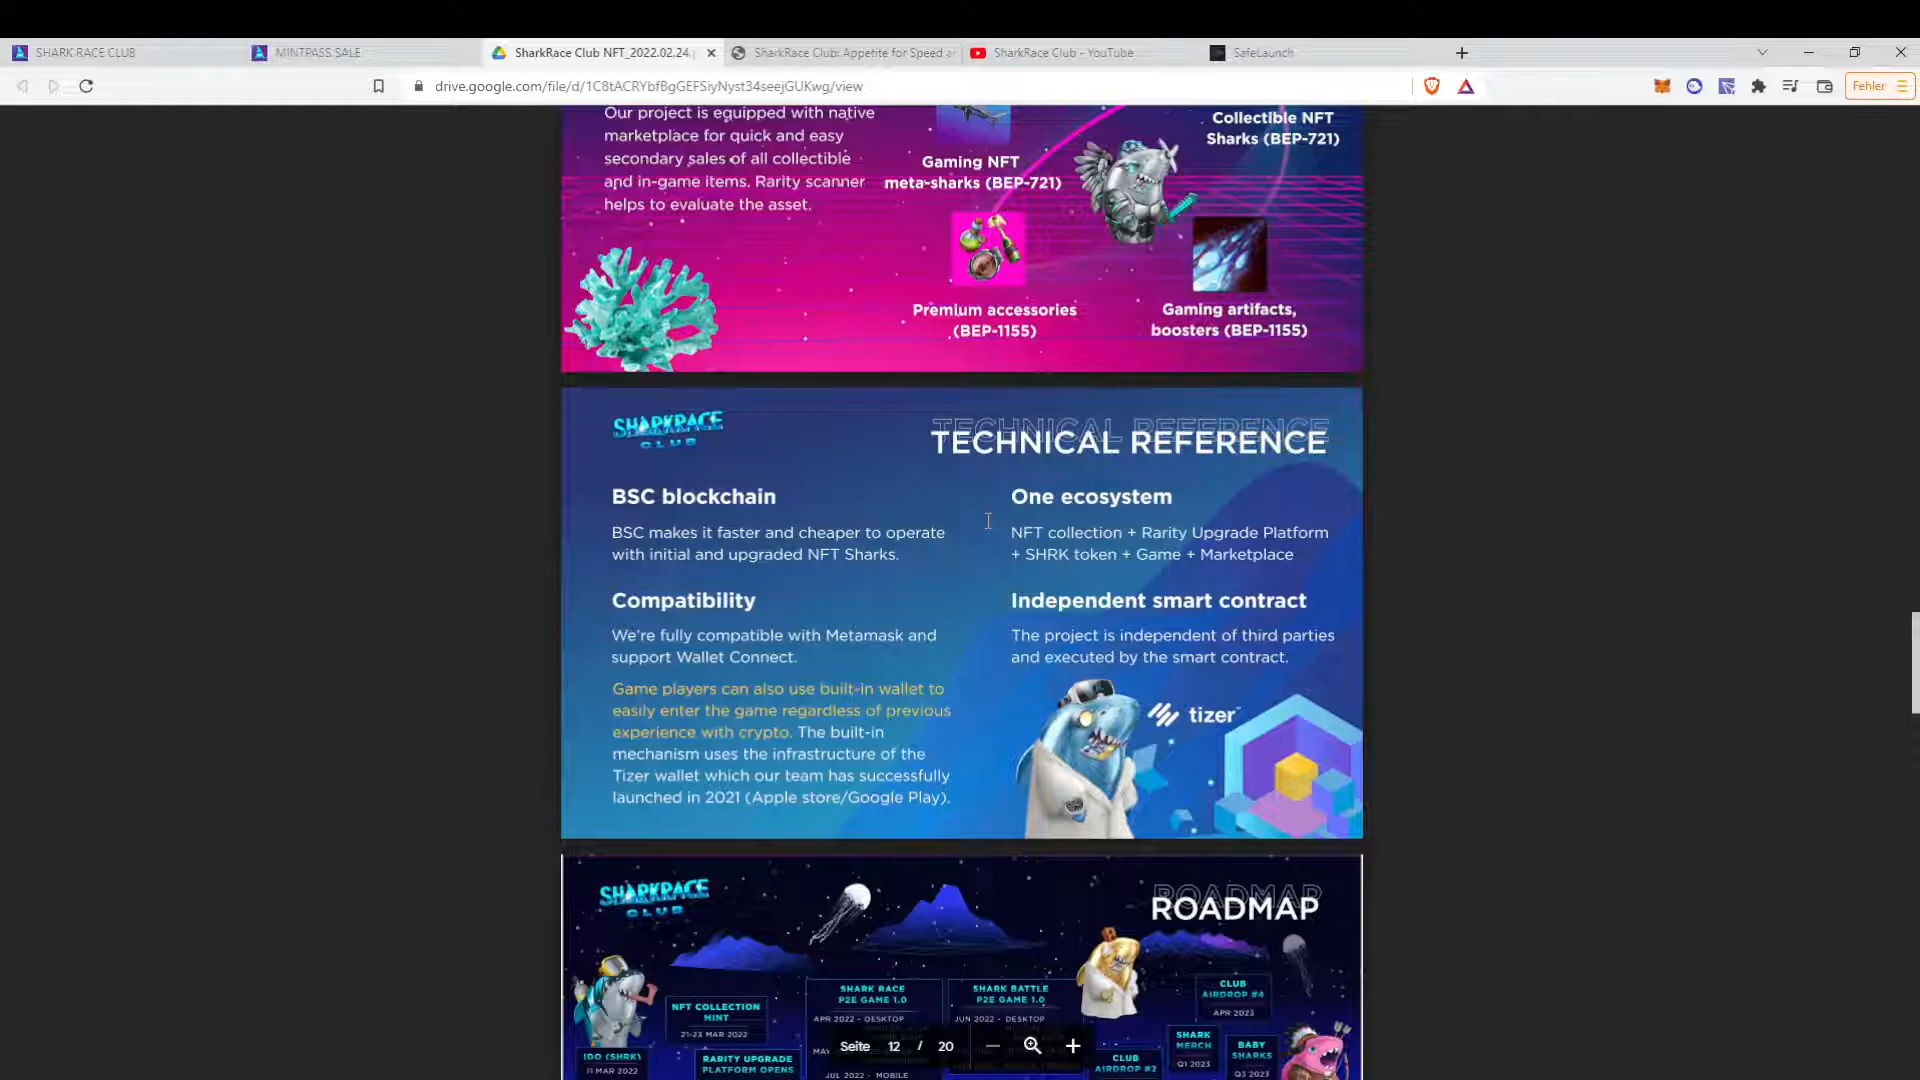 SHARK RACE CLUB
MINTPASS SALE
SharkRace Club NFT_2022.02.24.
SharkRace Club: Appetite for Speed a
SharkRace Club - YouTube
SafeLaunch
drive.google.com/file/d/1C8tACRYbfBgGEFSiyNyst34seejGUKwg/view
Fehler
Our project is equipped with native
marketplace for quick and easy
secondary sales of all collectible
and in-game items. Rarity scanner
helps to evaluate the asset.
Gaming NFT
meta-sharks (BEP-721)
Collectible NFT
Sharks (BEP-721)
Premium accessories
(BEP-1155)
Gaming artifacts,
boosters (BEP-1155)
SHARKRACE
CLUB
TECHNICAL REFERENCE
BSC blockchain
BSC makes it faster and cheaper to operate
with initial and upgraded NFT Sharks.
One ecosystem
NFT collection + Rarity Upgrade Platform
+ SHRK token + Game + Marketplace
Compatibility
We're fully compatible with Metamask and
support Wallet Connect.
Game players can also use built-in wallet to
easily enter the game regardless of previous
experience with crypto. The built-in
mechanism uses the infrastructure of the
Tizer wallet which our team has successfully
launched in 2021 (Apple store/Google Play).
Independent smart contract
The project is independent of third parties
and executed by the smart contract.
tizer
SHARKRACE
CLUB
ROADMAP
NFT COLLECTION
MINT
21-23 MAR 2022
IDO (SHRK)
11 MAR 2022
RARITY UPGRADE
PLATFORM OPENS
SHARK RACE
P2E GAME 1.0
APR 2022 - DESKTOP
JUL 2022 - MOBILE
SHARK BATTLE
P2E GAME 1.0
JUN 2022 - DESKTOP
CLUB
AIRDROP #2
CLUB
AIRDROP #4
APR 2023
SHARK
MERCH
Q1 2023
BABY
SHARKS
Q3 2023
Seite 12 / 20